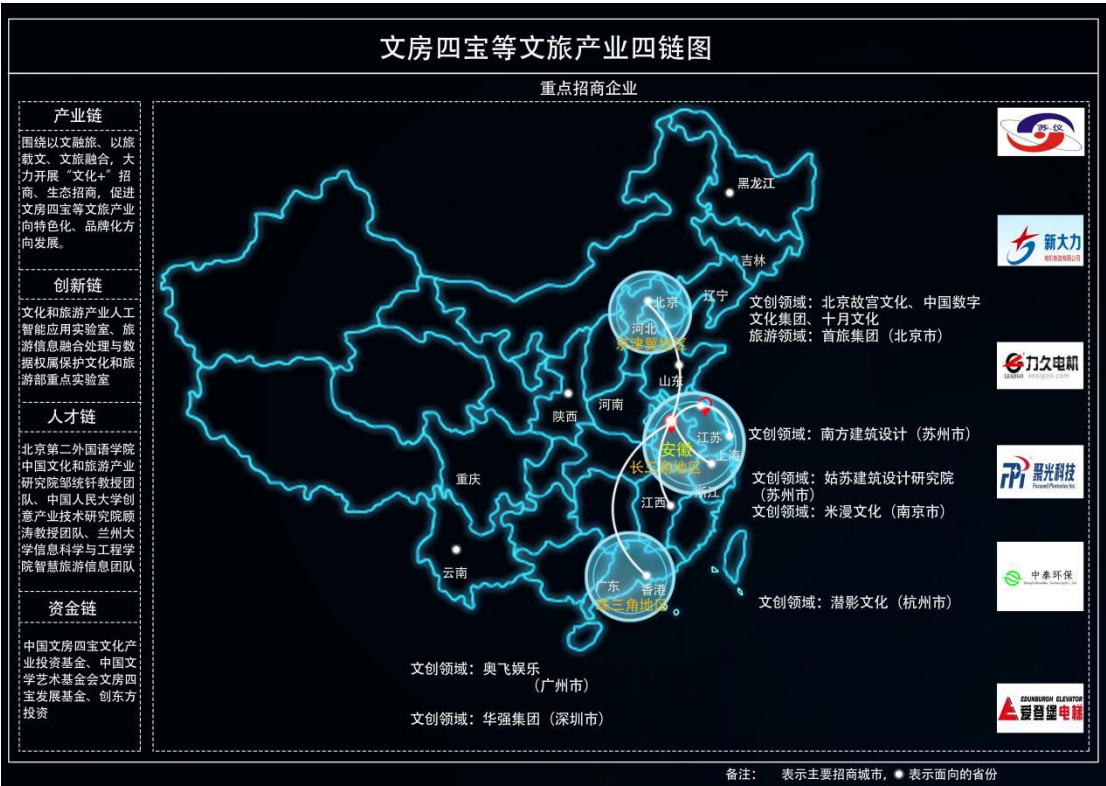 文房四宝等文旅产业四链图
重点招商企业
产业链
围绕以文融旅、以旅
载文、文旅融合，大
力开展“文化+”招
商、生态招商，促进
文房四宝等文旅产业
向特色化、品牌化方
向发展。
创新链
文化和旅游产业人工
智能应用实验室、旅
游信息融合处理与数
据权属保护文化和旅
游部重点实验室
人才链
北京第二外国语学院
中国文化和旅游产业
研究院邹统钎教授团
队、中国人民大学创
意产业技术研究院顾
涛教授团队、兰州大
学信息科学与工程学
院智慧旅游信息团队
资金链
中国文房四宝文化产
业投资基金、中国文
学艺术基金会文房四
宝发展基金、创东方
投资
黑龙江
吉林
辽宁
北京
河北
京津冀地区
山东
陕西
河南
江苏
安徽
上海
长三角地区
重庆
浙江
江西
云南
广东
香港
珠三角地区
文创领域：北京故宫文化、中国数字
文化集团、十月文化
旅游领域：首旅集团（北京市）
文创领域：南方建筑设计（苏州市）
文创领域：姑苏建筑设计研究院
（苏州市）
文创领域：米漫文化（南京市）
文创领域：潜影文化（杭州市）
文创领域：奥飞娱乐
（广州市）
文创领域：华强集团（深圳市）
苏仪
新大力
力久电机
LEADGO
聚光科技
Focused Photonics Inc.
中泰环保
EDUNBURGH ELEVATOR
爱登堡电梯
备注： 表示主要招商城市，表示面向的省份